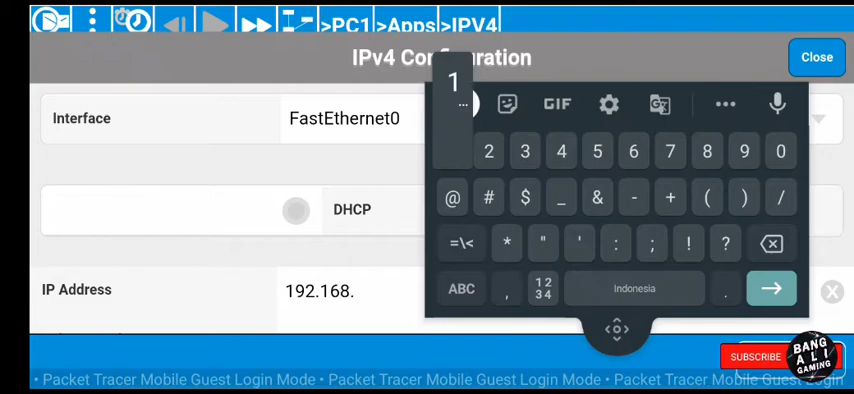 >PC1>Apps>IPV4
IPv4 Con
uration
Close
Interface
FastEthernet0
DHCP
IP Address
192.168.
1
...
GIF
2 3 4 5 6 7 8 9 0
@ # $ _ & - + ( ) /
=\< * " ' : ; ! ?
ABC , 12 34 Indonesia .
SUBSCRIBE
BANG
ALI
GAMING
• Packet Tracer Mobile Guest Login Mode • Packet Tracer Mobile Guest Login Mode • Packet Tracer Mobile Guest Login